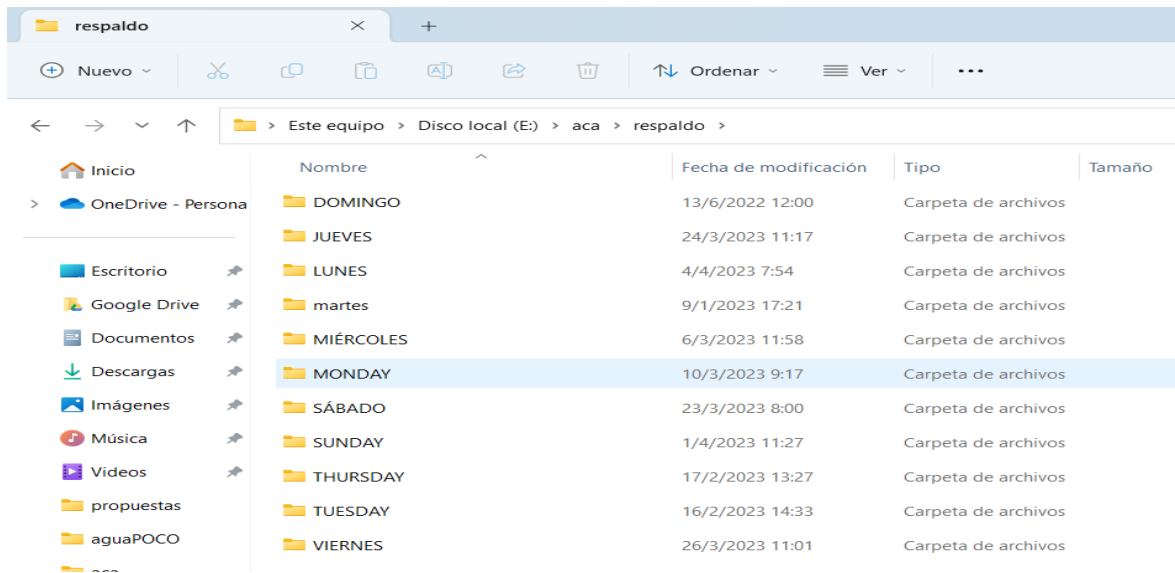 respaldo
Nuevo
Ordenar
Ver
Este equipo > Disco local (E:) > aca > respaldo >
Inicio
OneDrive - Persona
Escritorio
Google Drive
Documentos
Descargas
Imágenes
Música
Videos
propuestas
aguaPOCO
Nombre Fecha de modificación Tipo Tamaño
DOMINGO 13/6/2022 12:00 Carpeta de archivos
JUEVES 24/3/2023 11:17 Carpeta de archivos
LUNES 4/4/2023 7:54 Carpeta de archivos
martes 9/1/2023 17:21 Carpeta de archivos
MIÉRCOLES 6/3/2023 11:58 Carpeta de archivos
MONDAY 10/3/2023 9:17 Carpeta de archivos
SÁBADO 23/3/2023 8:00 Carpeta de archivos
SUNDAY 1/4/2023 11:27 Carpeta de archivos
THURSDAY 17/2/2023 13:27 Carpeta de archivos
TUESDAY 16/2/2023 14:33 Carpeta de archivos
VIERNES 26/3/2023 11:01 Carpeta de archivos